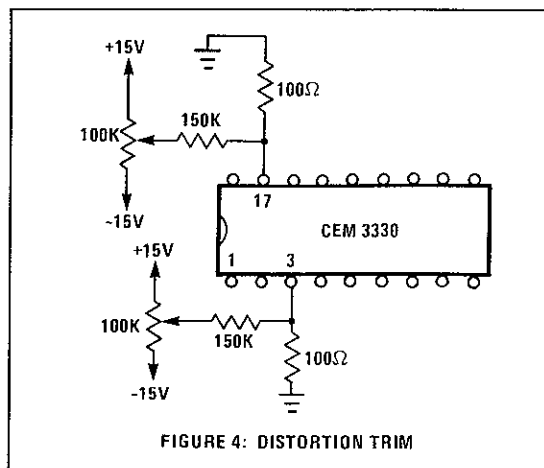 +15V
100Ω
150K
100K
17
-15V
CEM 3330
+15V
1 3
100K
150K
100Ω
-15V
FIGURE 4: DISTORTION TRIM